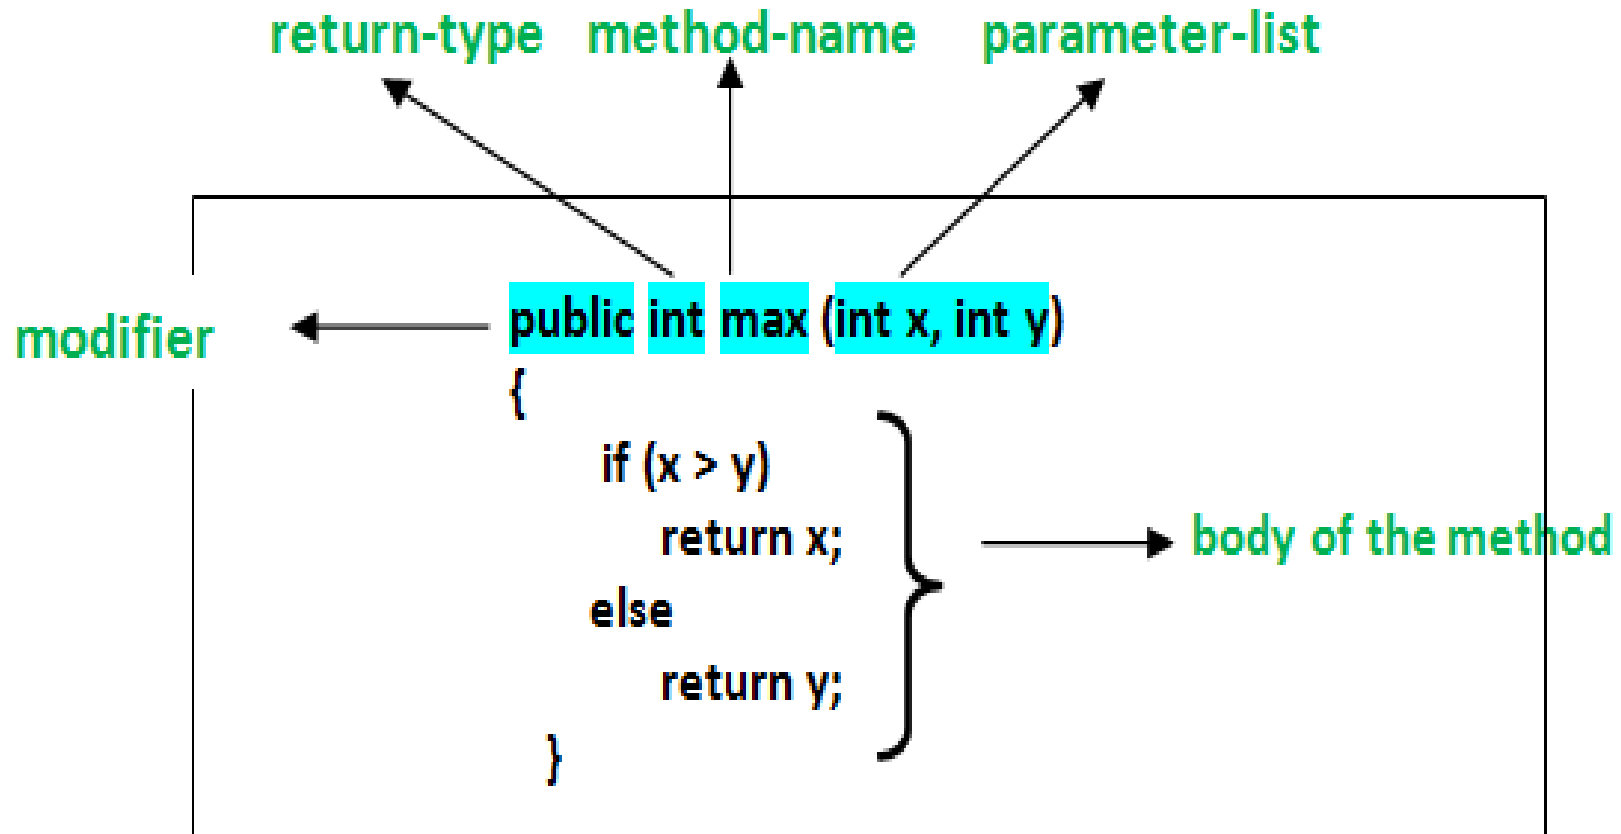 return-type method-name parameter-list
modifier
public int max (int x, int y)
{
if (x > y)
return x;
body of the method
else
return y;
}